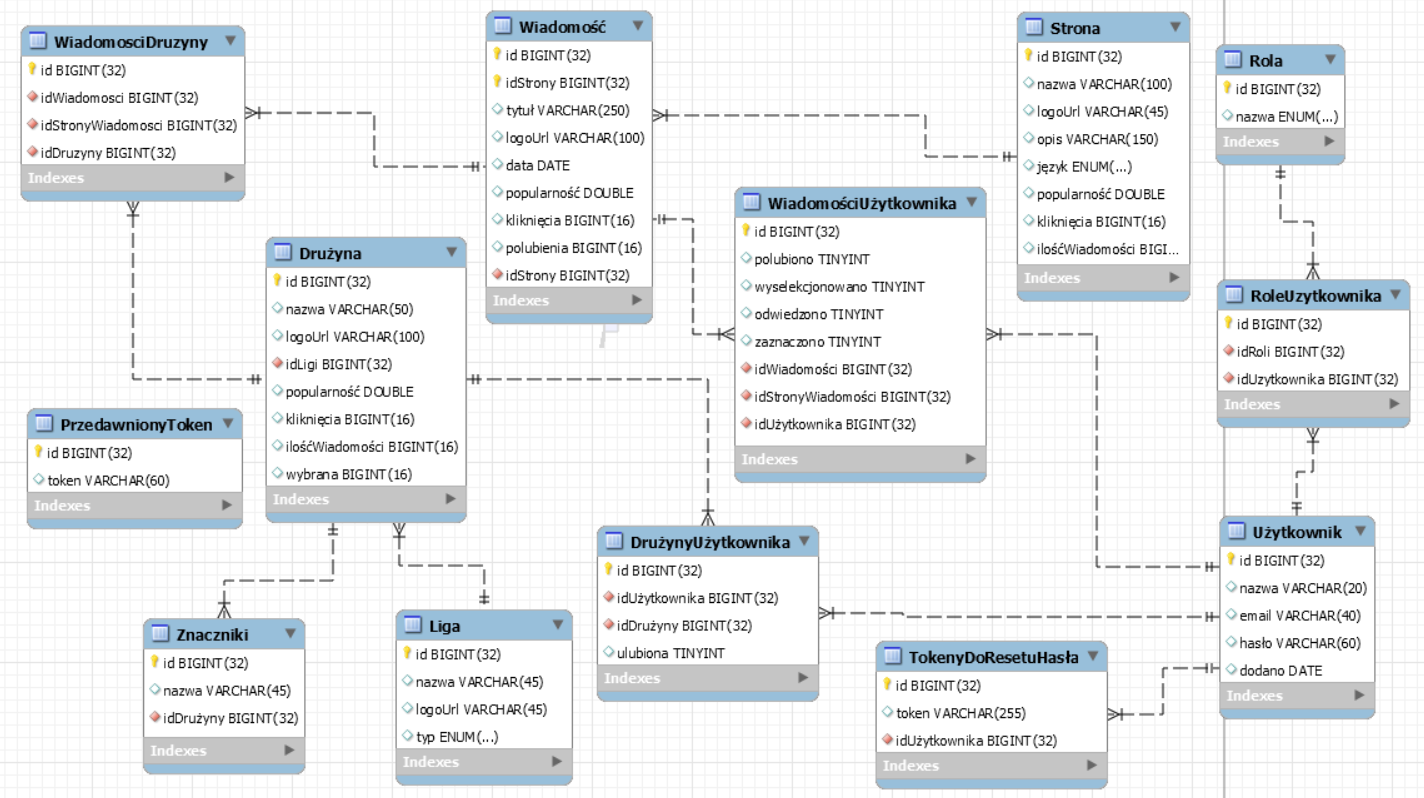 WiadomosciDruzyny
id BIGINT(32)
idWiadomosci BIGINT(32)
idStronyWiadomosci BIGINT(32)
idDruzyny BIGINT(32)
Indexes
Wiadomość
id BIGINT(32)
idStrony BIGINT(32)
tytuł VARCHAR(250)
logoUrl VARCHAR(100)
data DATE
popularność DOUBLE
kliknięcia BIGINT(16)
polubienia BIGINT(16)
idStrony BIGINT(32)
Indexes
Strona
id BIGINT(32)
nazwa VARCHAR(100)
logoUrl VARCHAR(45)
opis VARCHAR(150)
język ENUM(...)
popularność DOUBLE
kliknięcia BIGINT(16)
ilośćWiadomości BIGI...
Indexes
Rola
id BIGINT(32)
nazwa ENUM(...)
Indexes
WiadomościUżytkownika
id BIGINT(32)
polubiono TINYINT
wyselekcjonowano TINYINT
odwiedzono TINYINT
zaznaczono TINYINT
idWiadomości BIGINT(32)
idStronyWiadomości BIGINT(32)
idUżytkownika BIGINT(32)
Indexes
Drużyna
id BIGINT(32)
nazwa VARCHAR(50)
logoUrl VARCHAR(100)
idLigi BIGINT(32)
popularność DOUBLE
kliknięcia BIGINT(16)
ilośćWiadomości BIGINT(16)
wybrana BIGINT(16)
Indexes
RoleUzytkownika
id BIGINT(32)
idRoli BIGINT(32)
idUzytkownika BIGINT(32)
Indexes
PrzedawnionyToken
id BIGINT(32)
token VARCHAR(60)
Indexes
DrużynyUżytkownika
id BIGINT(32)
idUżytkownika BIGINT(32)
idDrużyny BIGINT(32)
ulubiona TINYINT
Indexes
Użytkownik
id BIGINT(32)
nazwa VARCHAR(20)
email VARCHAR(40)
hasło VARCHAR(60)
dodano DATE
Indexes
Znaczniki
id BIGINT(32)
nazwa VARCHAR(45)
idDrużyny BIGINT(32)
Indexes
Liga
id BIGINT(32)
nazwa VARCHAR(45)
logoUrl VARCHAR(45)
typ ENUM(...)
Indexes
TokenyDoResetuHasła
id BIGINT(32)
token VARCHAR(255)
idUżytkownika BIGINT(32)
Indexes